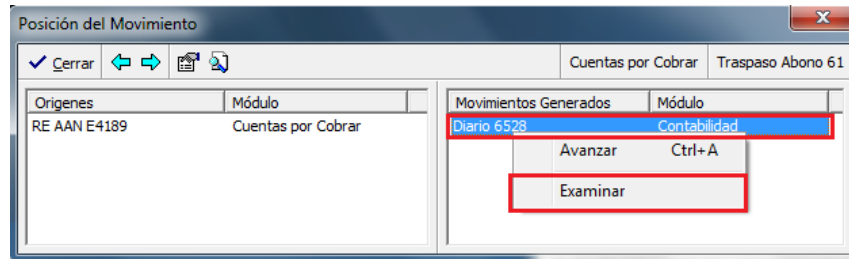 Posición del Movimiento
X
Cerrar
Cuentas por Cobrar Traspaso Abono 61
Origenes Módulo
RE AAN E4189 Cuentas por Cobrar
Movimientos Generados Módulo
Diario 6528 Contabilidad
Avanzar Ctrl+A
Examinar